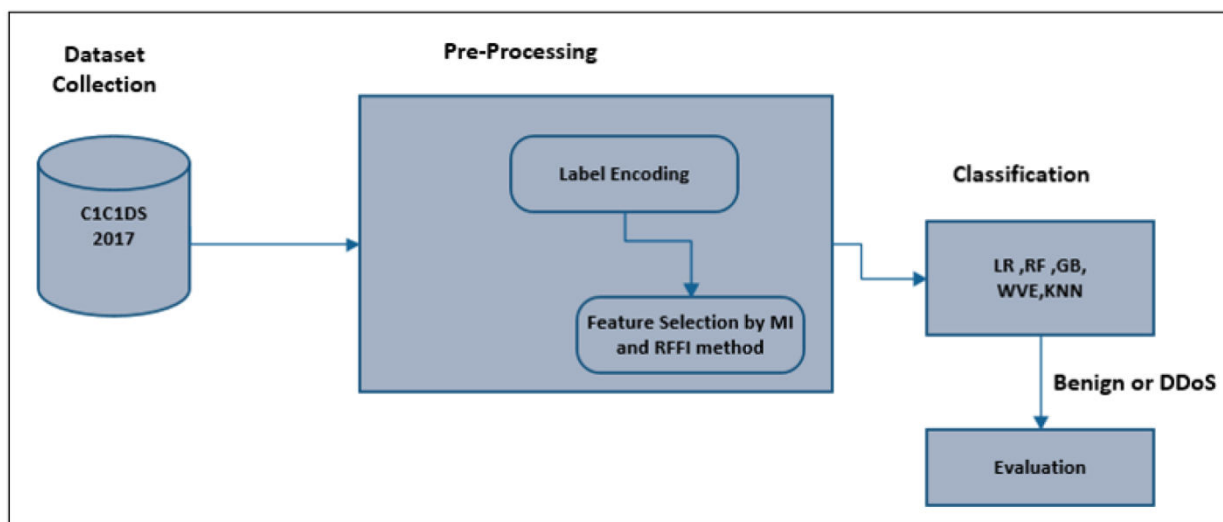 Dataset
Collection
Pre-Processing
C1C1DS
2017
Label Encoding
Feature Selection by MI
and RFFI method
Classification
LR ,RF ,GB,
WVE,KNN
Benign or DDoS
Evaluation